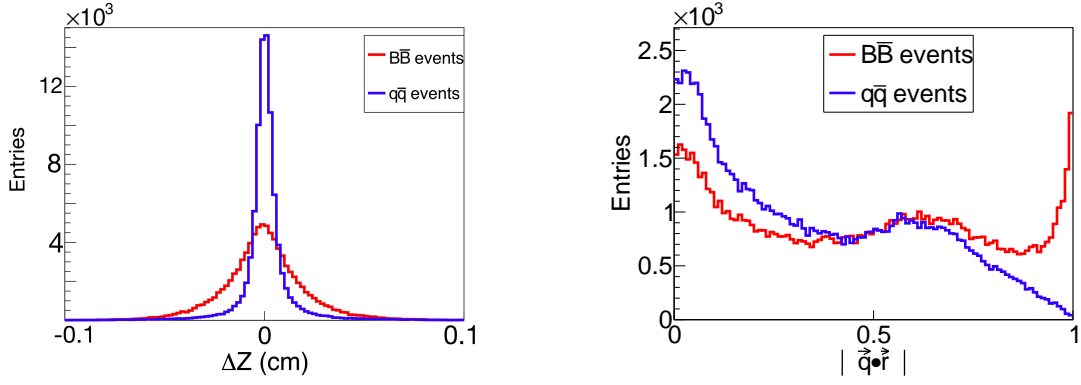 ×10³
Entries
12
8
4
BB̅ events
qq̅ events
-0.1
0
0.1
ΔZ (cm)
×10³
Entries
2.5
2
1.5
1
0.5
0
BB̅ events
qq̅ events
0
0.5
1
| q⃗•r⃗ |